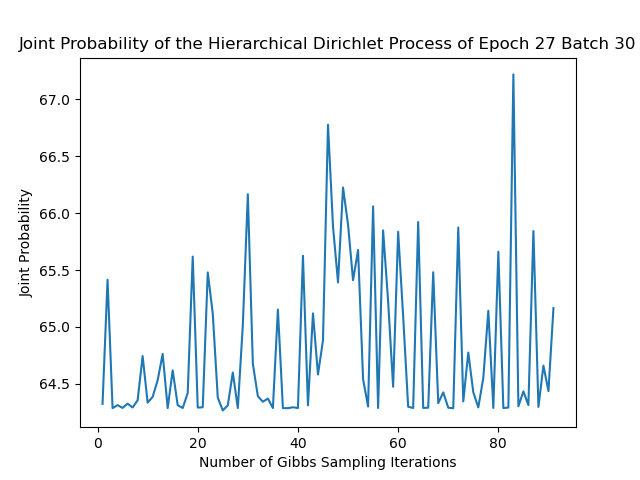 Joint Probability of the Hierarchical Dirichlet Process of Epoch 27 Batch 30
67.0
66.5
66.0
65.5
65.0
64.5
Joint Probability
0 20 40 60 80
Number of Gibbs Sampling Iterations